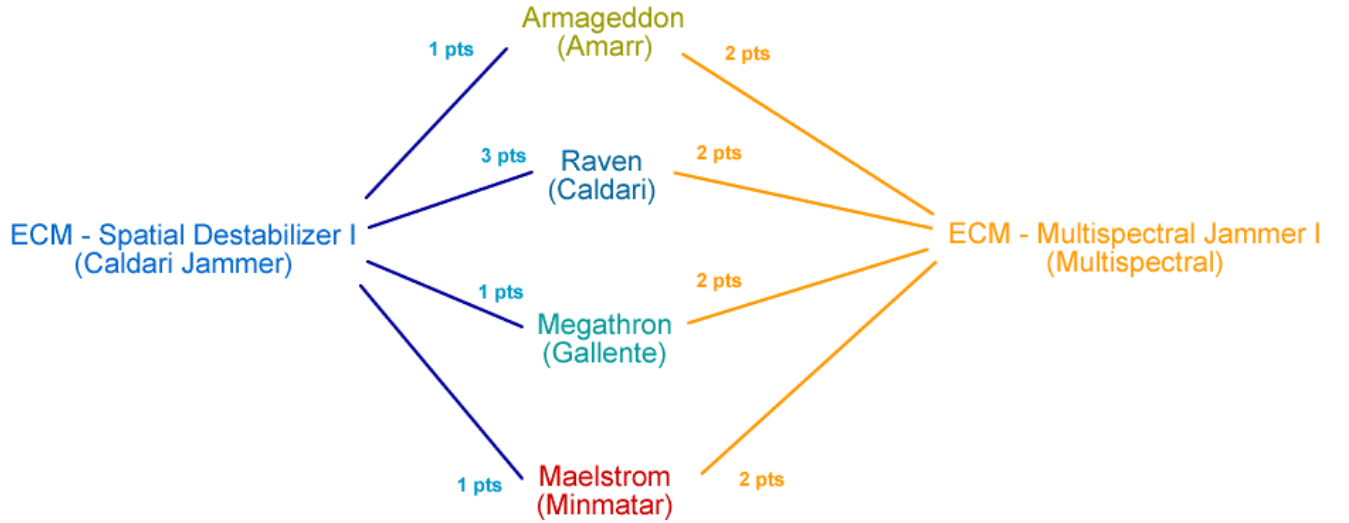 Armageddon
(Amarr)
1 pts
2 pts
3 pts
Raven
(Caldari)
2 pts
ECM - Spatial Destabilizer I
(Caldari Jammer)
ECM - Multispectral Jammer I
(Multispectral)
1 pts
Megathron
(Gallente)
2 pts
1 pts
Maelstrom
(Minmatar)
2 pts